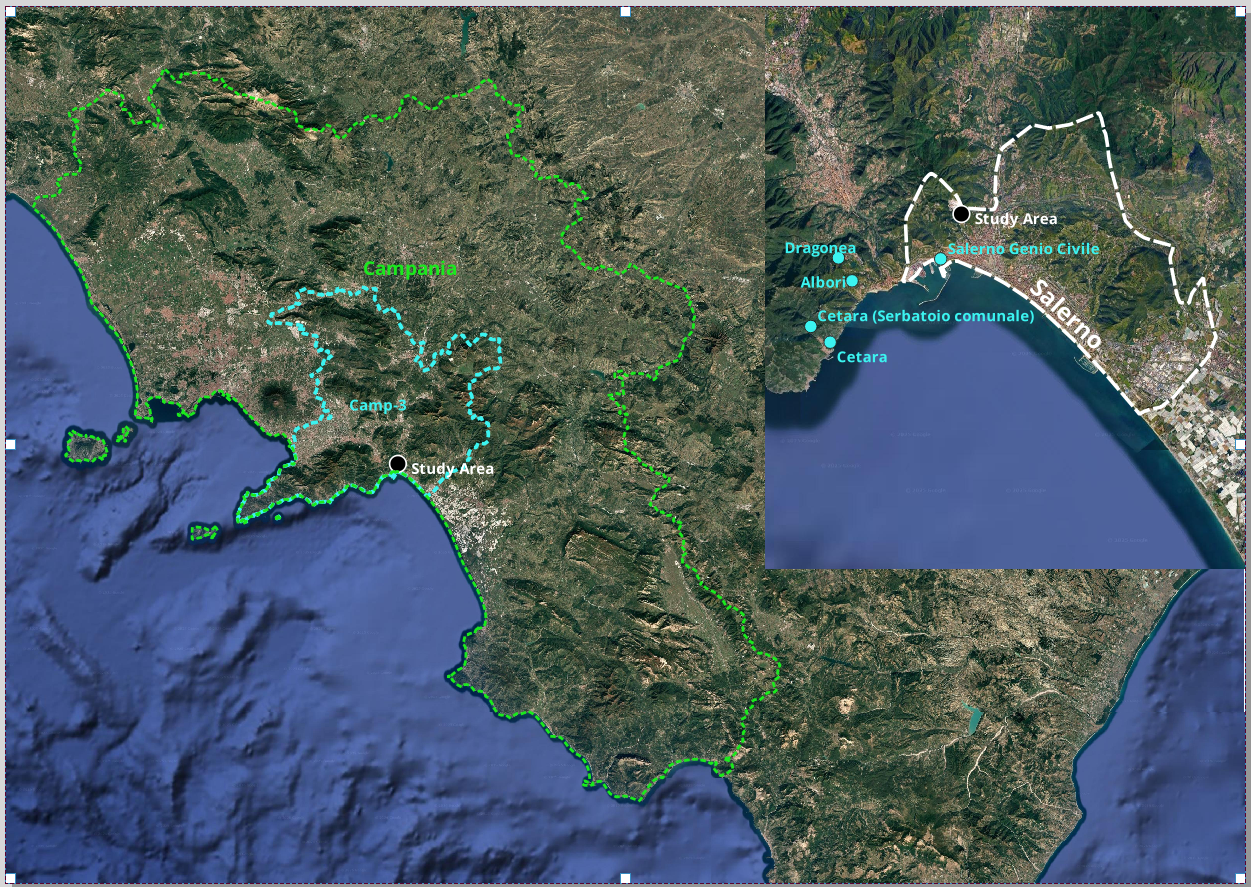 Campania
Camp-3
Study Area
Study Area
Dragonea
Salerno Genio Civile
Albori
Cetara (Serbatoio comunale)
Salerno
Cetara